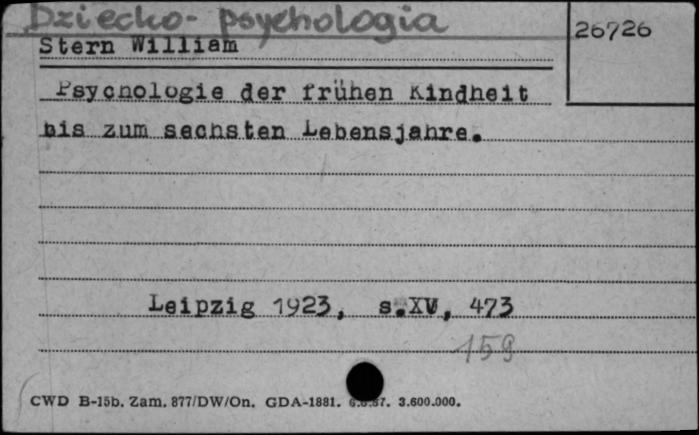 Dziecko - psychologia
26726
Stern William
Psychologie der frühen Kindheit
bis zum sechsten Lebensjahre.
Leipzig 1923, s.XV, 473
159
CWD B-15b. Zam. 877/DW/On. GDA-1881. 3.600.000.